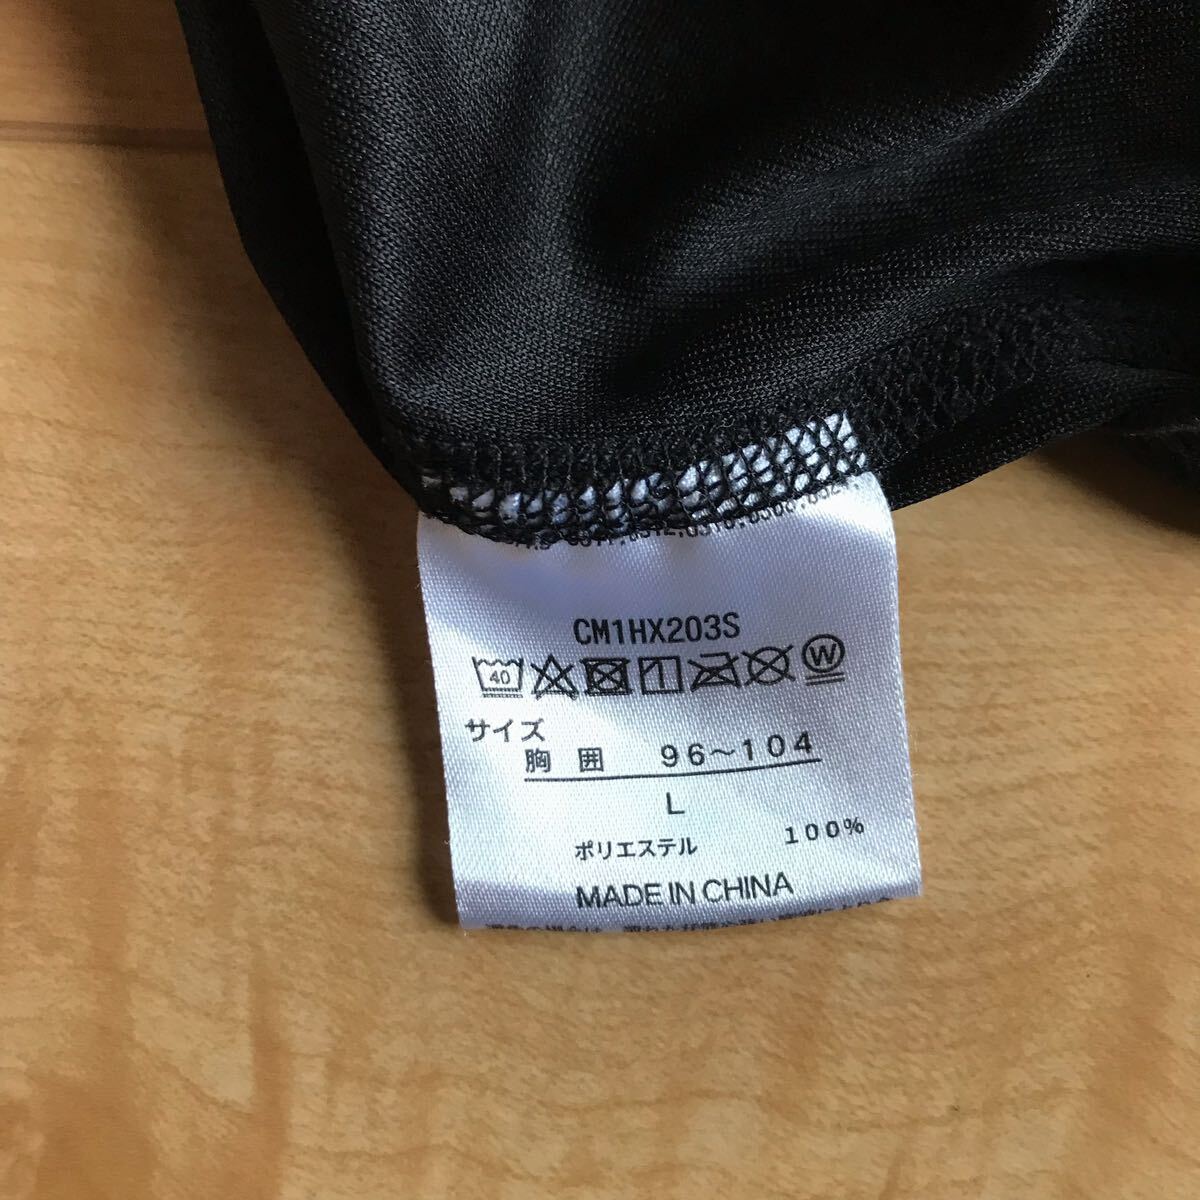 CM1HX203S
40 W
サイズ
胸囲 96～104
L
ポリエステル 100%
MADE IN CHINA